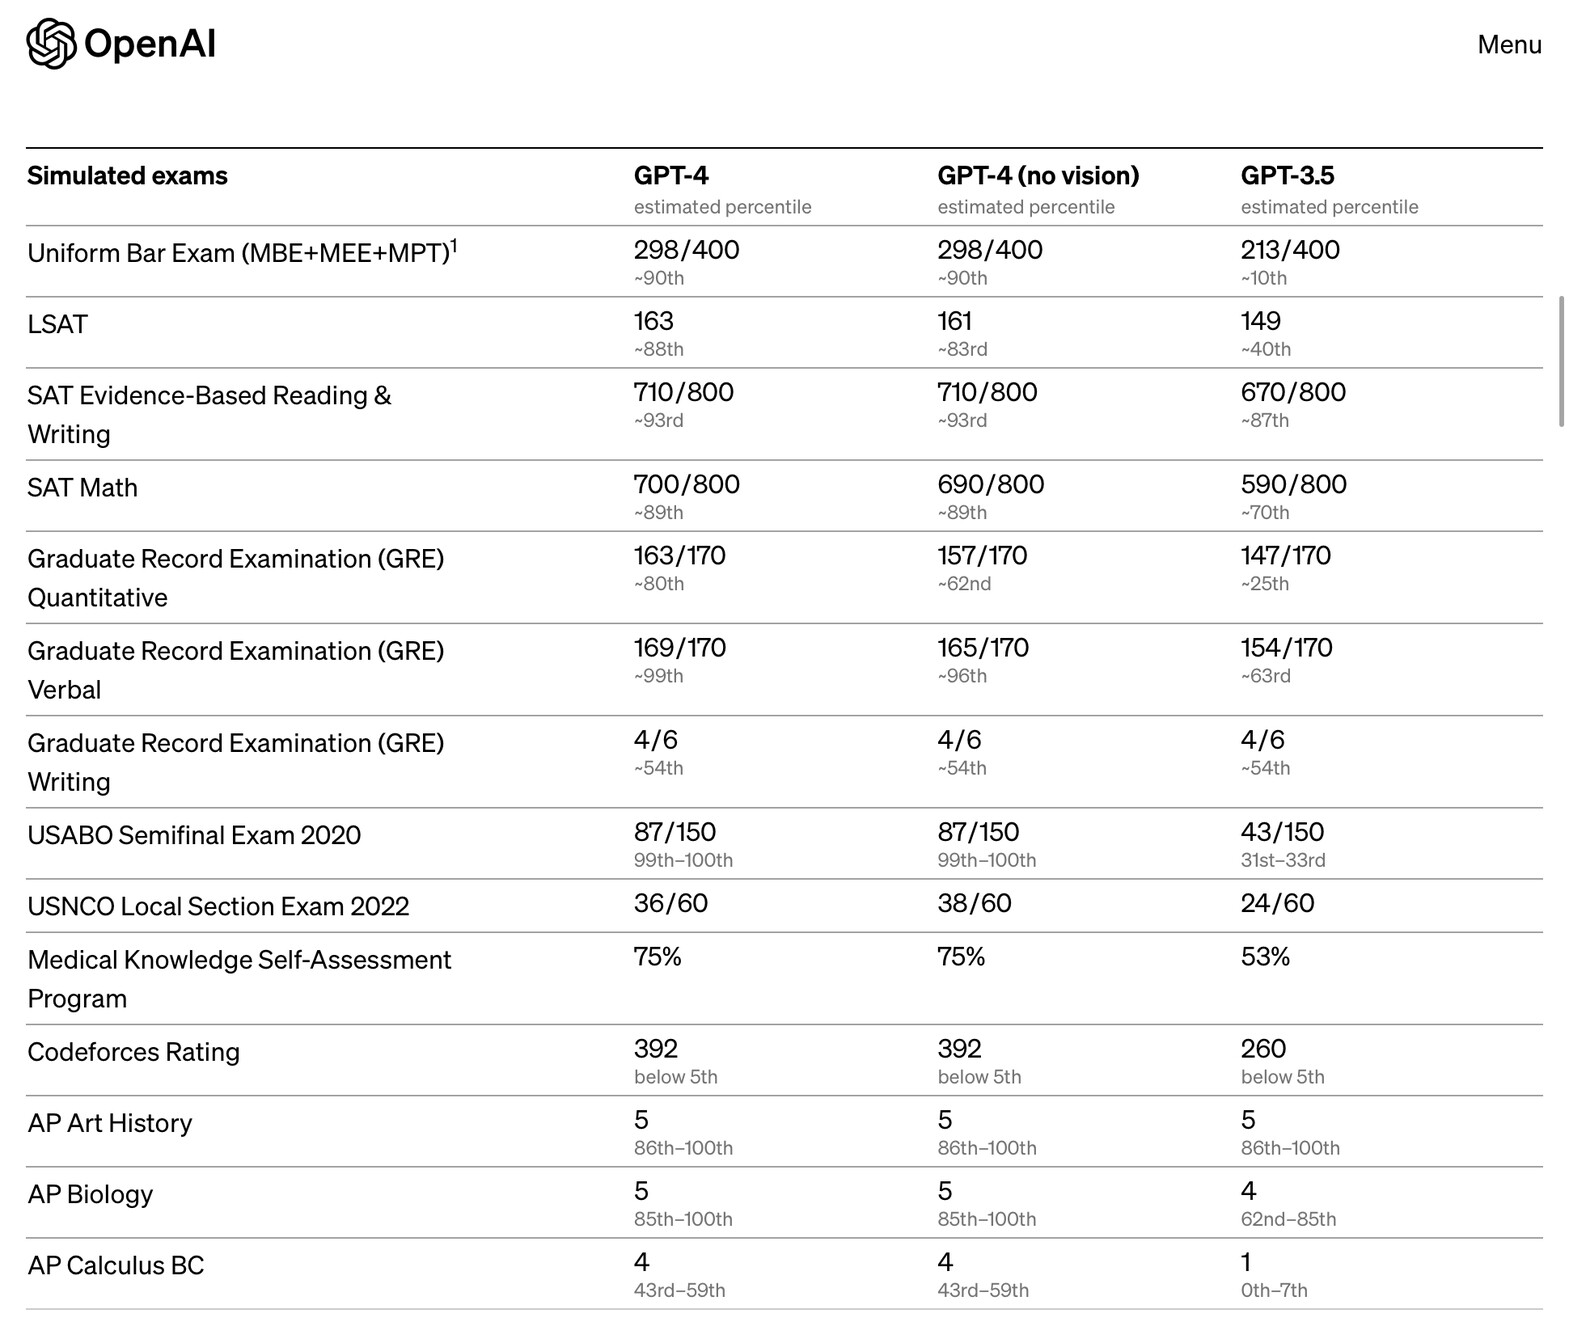 OpenAI
Menu
Simulated exams GPT-4 GPT-4 (no vision) GPT-3.5
estimated percentile estimated percentile estimated percentile
Uniform Bar Exam (MBE+MEE+MPT)¹ 298/400 298/400 213/400
~90th ~90th ~10th
LSAT 163 161 149
~88th ~83rd ~40th
SAT Evidence-Based Reading & 710/800 710/800 670/800
Writing ~93rd ~93rd ~87th
SAT Math 700/800 690/800 590/800
~89th ~89th ~70th
Graduate Record Examination (GRE) 163/170 157/170 147/170
Quantitative ~80th ~62nd ~25th
Graduate Record Examination (GRE) 169/170 165/170 154/170
Verbal ~99th ~96th ~63rd
Graduate Record Examination (GRE) 4/6 4/6 4/6
Writing ~54th ~54th ~54th
USABO Semifinal Exam 2020 87/150 87/150 43/150
99th–100th 99th–100th 31st–33rd
USNCO Local Section Exam 2022 36/60 38/60 24/60
Medical Knowledge Self-Assessment 75% 75% 53%
Program
Codeforces Rating 392 392 260
below 5th below 5th below 5th
AP Art History 5 5 5
86th–100th 86th–100th 86th–100th
AP Biology 5 5 4
85th–100th 85th–100th 62nd–85th
AP Calculus BC 4 4 1
43rd–59th 43rd–59th 0th–7th